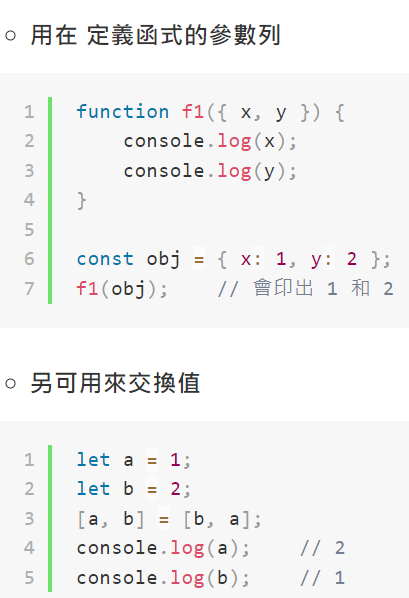 ○ 用在 定義函式的參數列
1 function f1({ x, y }) {
2     console.log(x);
3     console.log(y);
4 }
5
6 const obj = { x: 1, y: 2 };
7 f1(obj);    // 會印出 1 和 2
○ 另可用來交換值
1 let a = 1;
2 let b = 2;
3 [a, b] = [b, a];
4 console.log(a);    // 2
5 console.log(b);    // 1